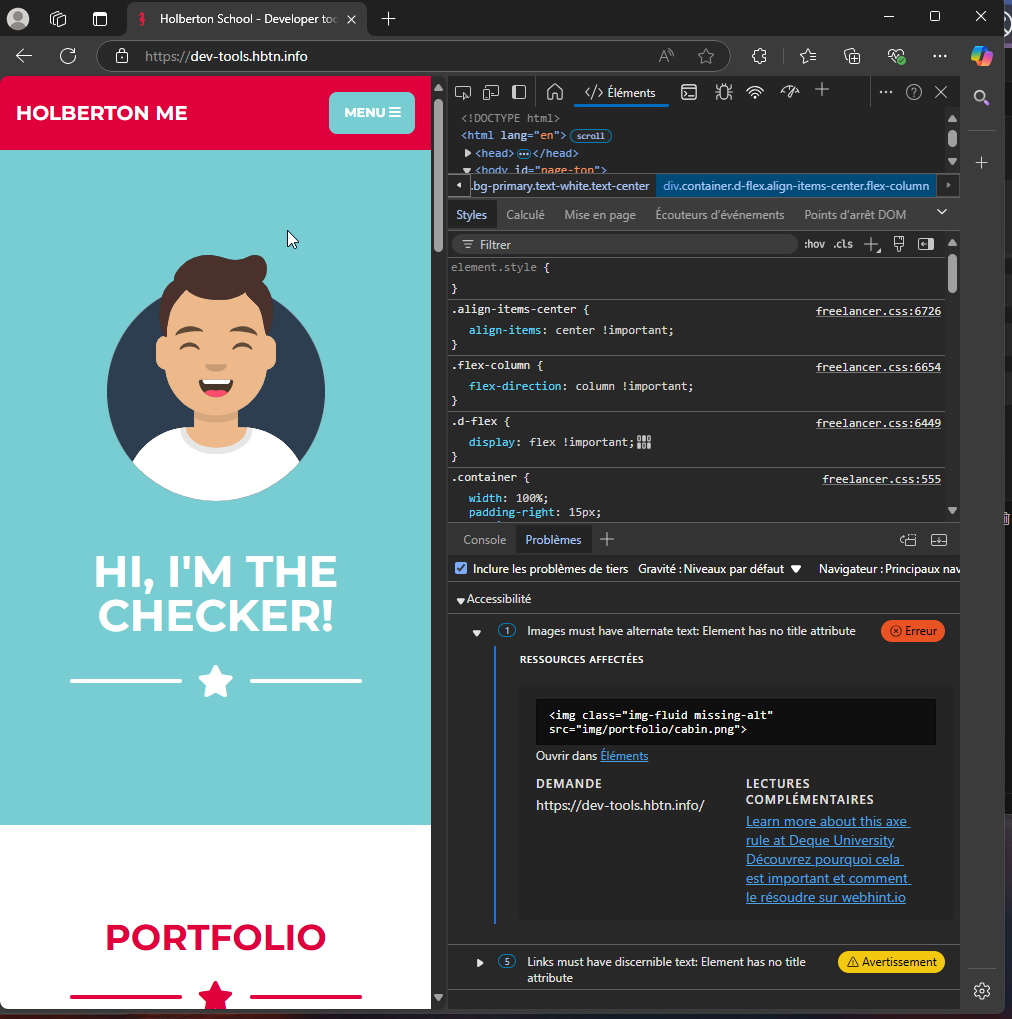 Holberton School - Developer too
https://dev-tools.hbtn.info
HOLBERTON ME
MENU
Éléments
<!DOCTYPE html>
<html lang="en"> scroll
<head> </head>
<body id="page-top">
.bg-primary.text-white.text-center div.container.d-flex.align-items-center.flex-column
Styles Calculé Mise en page Écouteurs d'événements Points d'arrêt DOM
Filtrer :hov .cls
element.style {
}
.align-items-center { freelancer.css:6726
align-items: center !important;
}
.flex-column { freelancer.css:6654
flex-direction: column !important;
}
.d-flex { freelancer.css:6449
display: flex !important;
}
.container { freelancer.css:555
width: 100%;
padding-right: 15px;
Console Problèmes
Inclure les problèmes de tiers Gravité : Niveaux par défaut Navigateur : Principaux nav
Accessibilité
1 Images must have alternate text: Element has no title attribute Erreur
RESSOURCES AFFECTÉES
<img class="img-fluid missing-alt"
src="img/portfolio/cabin.png">
Ouvrir dans Éléments
DEMANDE
https://dev-tools.hbtn.info/
LECTURES
COMPLÉMENTAIRES
Learn more about this axe
rule at Deque University
Découvrez pourquoi cela
est important et comment
le résoudre sur webhint.io
5 Links must have discernible text: Element has no title
attribute
Avertissement
HI, I'M THE
CHECKER!
PORTFOLIO